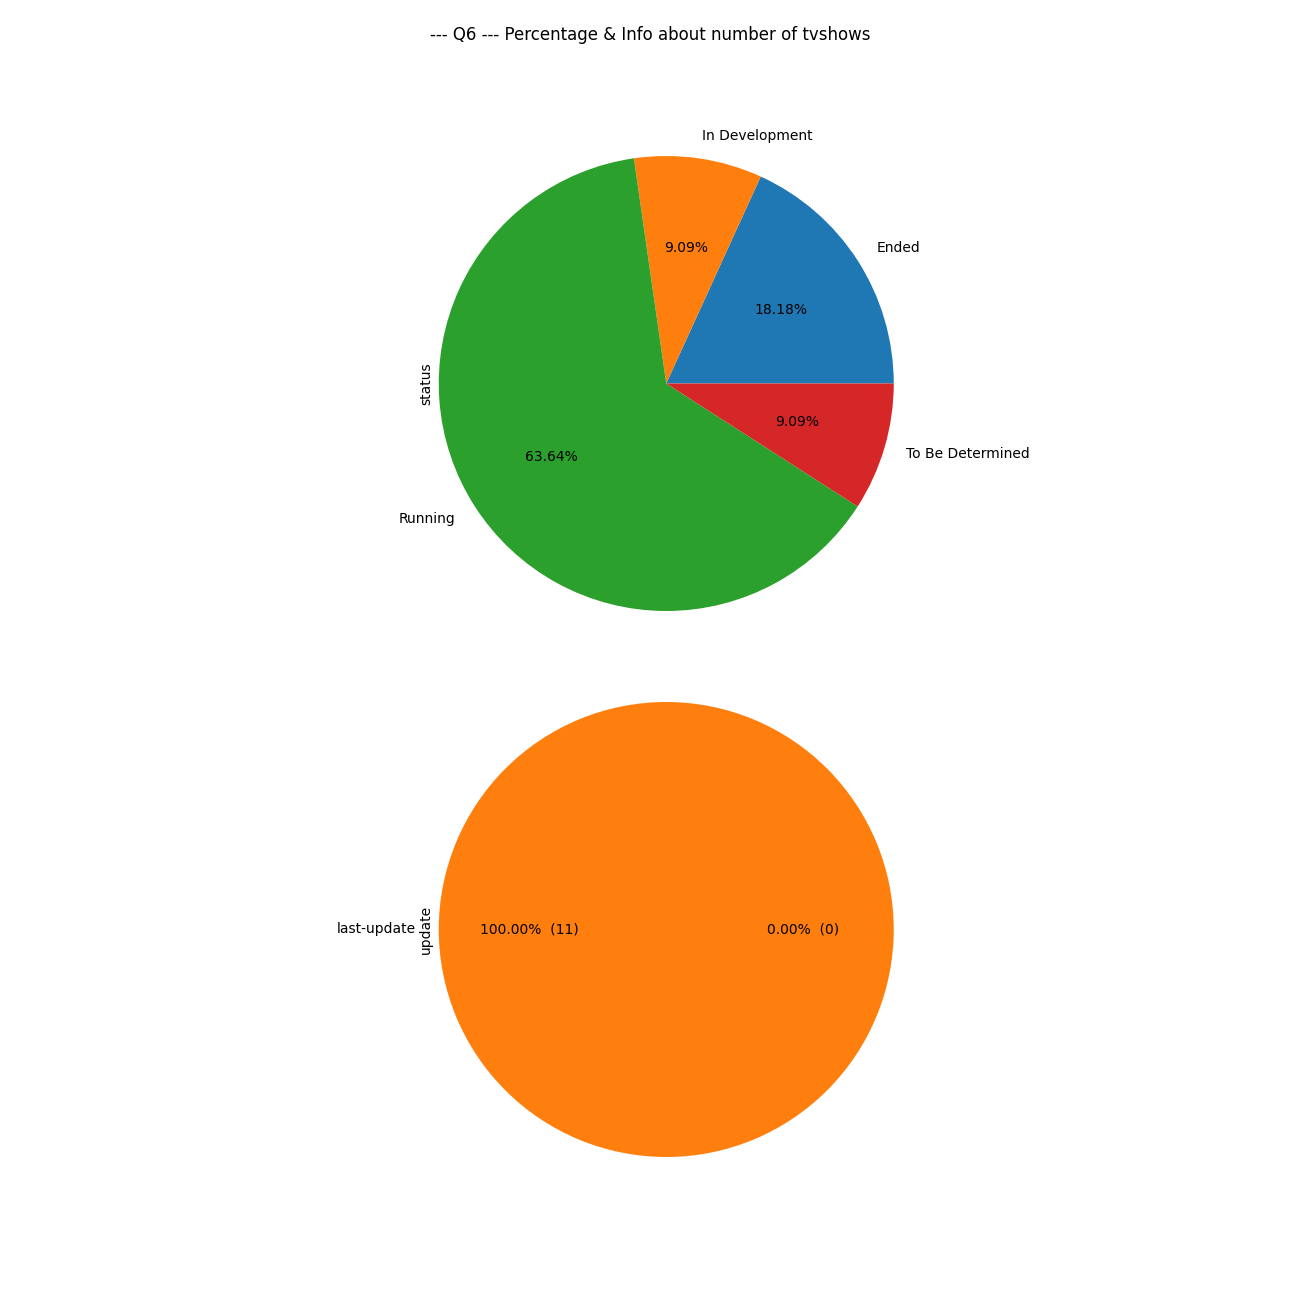 --- Q6 --- Percentage & Info about number of tvshows
In Development
Ended
9.09%
18.18%
status
9.09%
To Be Determined
63.64%
Running
last-update
update
100.00%  (11)
0.00%  (0)